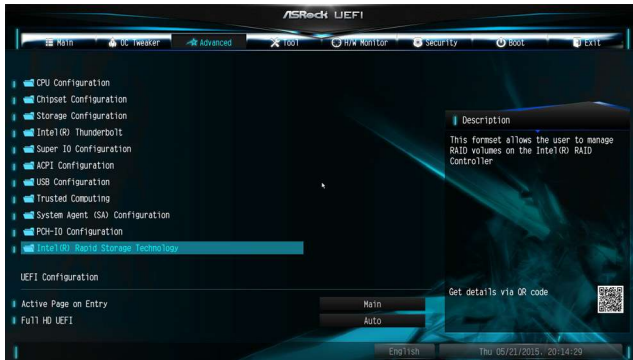 ASRock UEFI
Main OC Tweaker Advanced Tool H/W Monitor Security Boot Exit
CPU Configuration
Chipset Configuration
Storage Configuration
Intel(R) Thunderbolt
Super IO Configuration
ACPI Configuration
USB Configuration
Trusted Computing
System Agent (SA) Configuration
PCH-IO Configuration
Intel(R) Rapid Storage Technology
UEFI Configuration
Active Page on Entry Main
Full HD UEFI Auto
Description
This formset allows the user to manage
RAID volumes on the Intel(R) RAID
Controller
Get details via QR code
English Thu 05/21/2015. 20:14:29